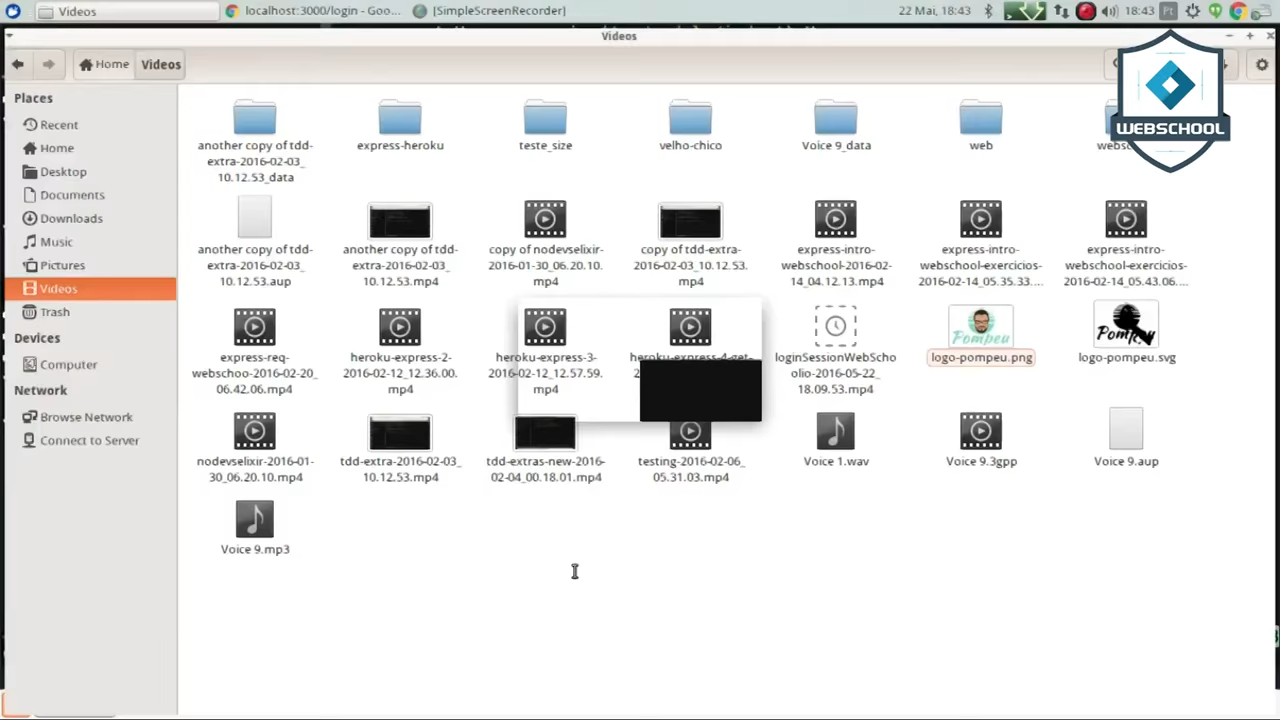 Videos
localhost:3000/login - Goo...
[SimpleScreenRecorder]
22 Mai, 18:43
18:43
Pt
Videos
Home
Videos
WEBSCHOOL
Places
Recent
Home
Desktop
Documents
Downloads
Music
Pictures
Videos
Trash
Devices
Computer
Network
Browse Network
Connect to Server
another copy of tdd-
extra-2016-02-03_
10.12.53_data
express-heroku
teste_size
velho-chico
Voice 9_data
web
another copy of tdd-
extra-2016-02-03_
10.12.53.aup
another copy of tdd-
extra-2016-02-03_
10.12.53.mp4
copy of nodevselixir-
2016-01-30_06.20.10.
mp4
copy of tdd-extra-
2016-02-03_10.12.53.
mp4
express-intro-
webschool-2016-02-
14_04.12.13.mp4
express-intro-
webschool-exercicios-
2016-02-14_05.35.33....
express-intro-
webschool-exercicios-
2016-02-14_05.43.06....
express-req-
webschoo-2016-02-20_
06.42.06.mp4
heroku-express-2-
2016-02-12_12.36.00.
mp4
heroku-express-3-
2016-02-12_12.57.59.
mp4
heroku-express-4-get-
loginSessionWebScho
olio-2016-05-22_
18.09.53.mp4
Pompeu
logo-pompeu.png
Pompeu
logo-pompeu.svg
nodevselixir-2016-01-
30_06.20.10.mp4
tdd-extra-2016-02-03_
10.12.53.mp4
tdd-extras-new-2016-
02-04_00.18.01.mp4
testing-2016-02-06_
05.31.03.mp4
Voice 1.wav
Voice 9.3gpp
Voice 9.aup
Voice 9.mp3